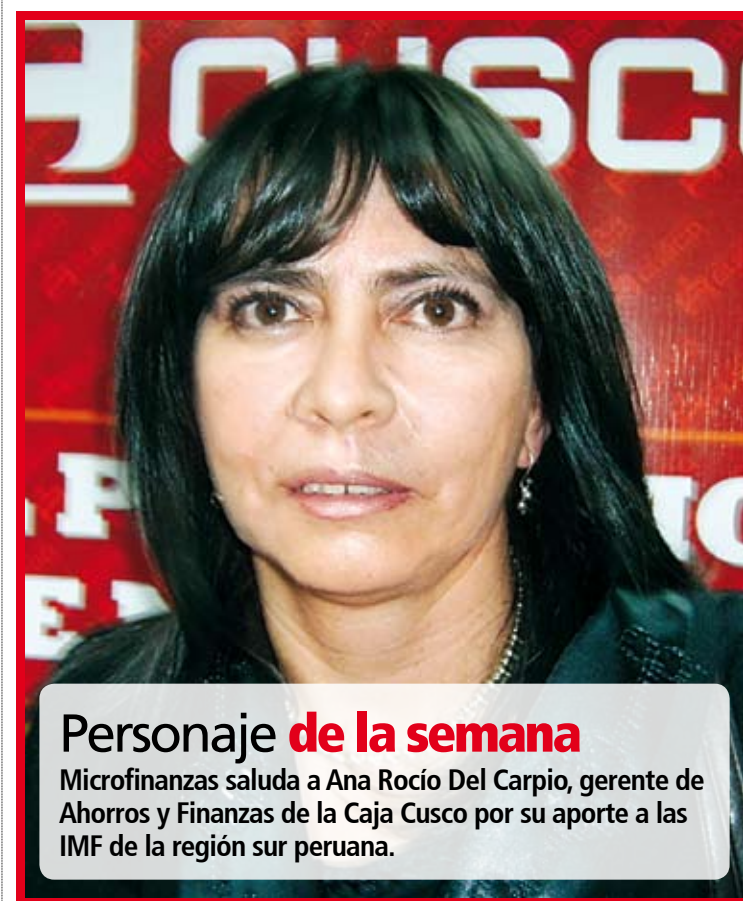 CUSC
Personaje de la semana
Microfinanzas saluda a Ana Rocío Del Carpio, gerente de
Ahorros y Finanzas de la Caja Cusco por su aporte a las
IMF de la región sur peruana.